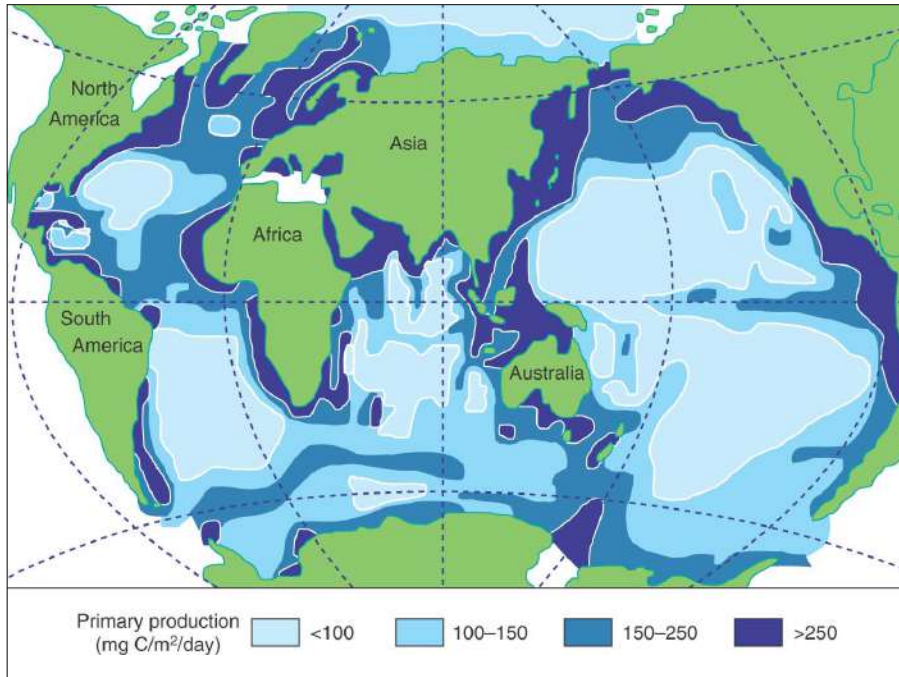 North
America
Asia
Africa
South
America
Australia
Primary production
(mg C/m²/day)
<100
100–150
150–250
>250